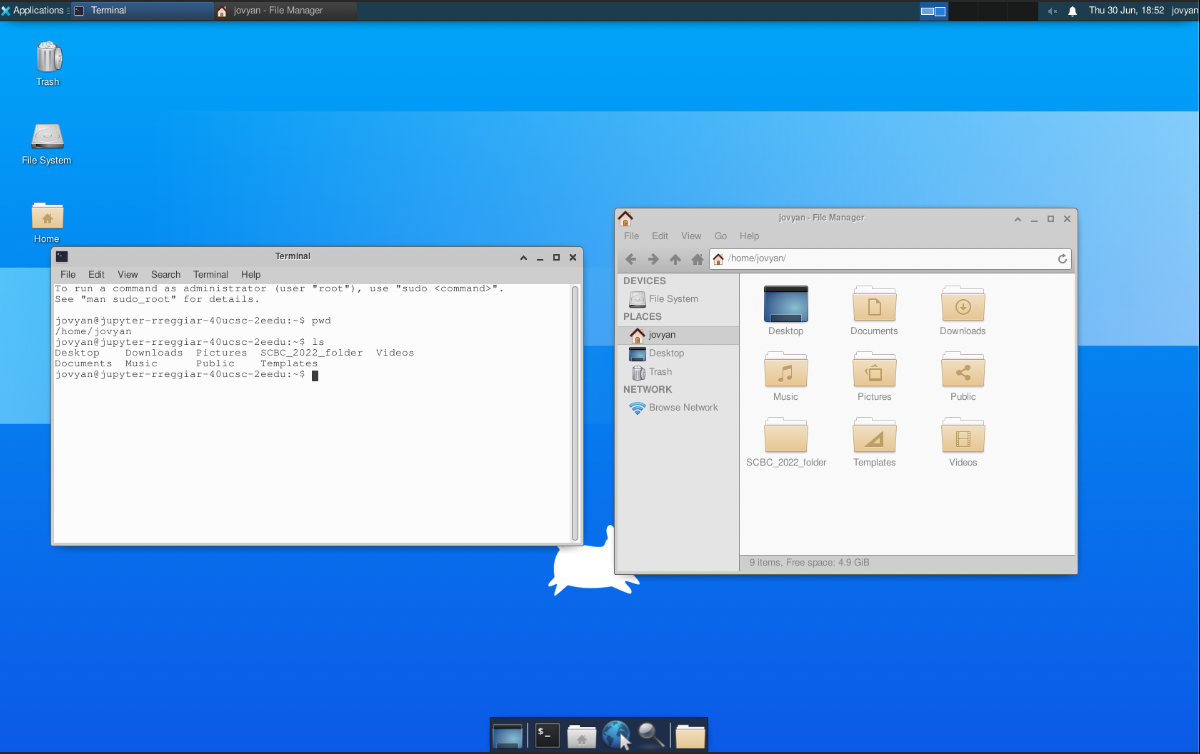 Applications
Terminal
jovyan - File Manager
Thu 30 Jun, 18:52 jovyan
Trash
File System
Home
Terminal
File Edit View Search Terminal Help
To run a command as administrator (user "root"), use "sudo <command>".
See "man sudo_root" for details.
jovyan@jupyter-rreggiar-40ucsc-2eedu:~$ pwd
/home/jovyan
jovyan@jupyter-rreggiar-40ucsc-2eedu:~$ ls
Desktop Downloads Pictures SCBC_2022_folder Videos
Documents Music Public Templates
jovyan@jupyter-rreggiar-40ucsc-2eedu:~$
jovyan - File Manager
File Edit View Go Help
/home/jovyan/
DEVICES
File System
PLACES
jovyan
Desktop
Trash
NETWORK
Browse Network
Desktop Documents Downloads
Music Pictures Public
SCBC_2022_folder Templates Videos
9 items, Free space: 4.9 GiB
$_